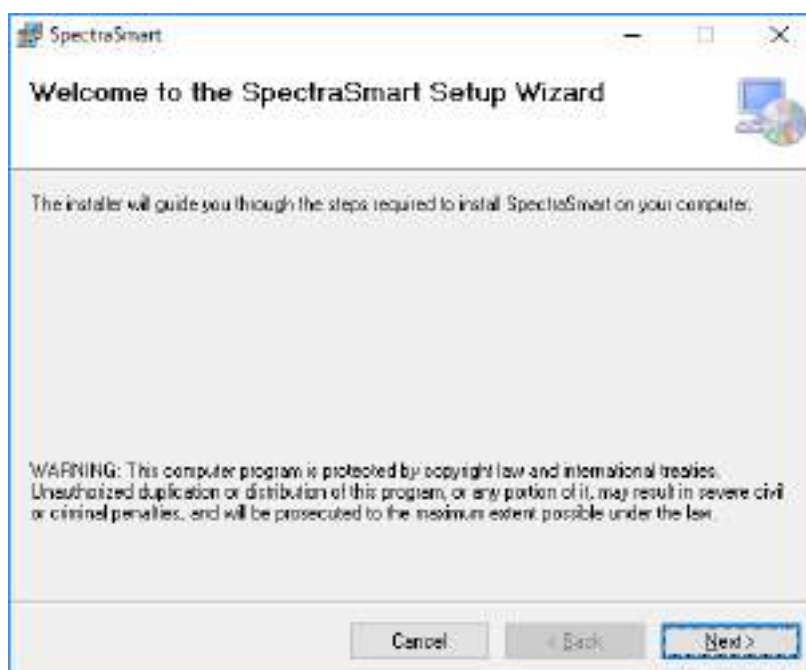 SpectraSmart
Welcome to the SpectraSmart Setup Wizard
The installer will guide you through the steps required to install SpectraSmart on your computer.
WARNING: This computer program is protected by copyright law and international treaties.
Unauthorized duplication or distribution of this program, or any portion of it, may result in severe civil
or criminal penalties, and will be prosecuted to the maximum extent possible under the law.
Cancel < Back Next >